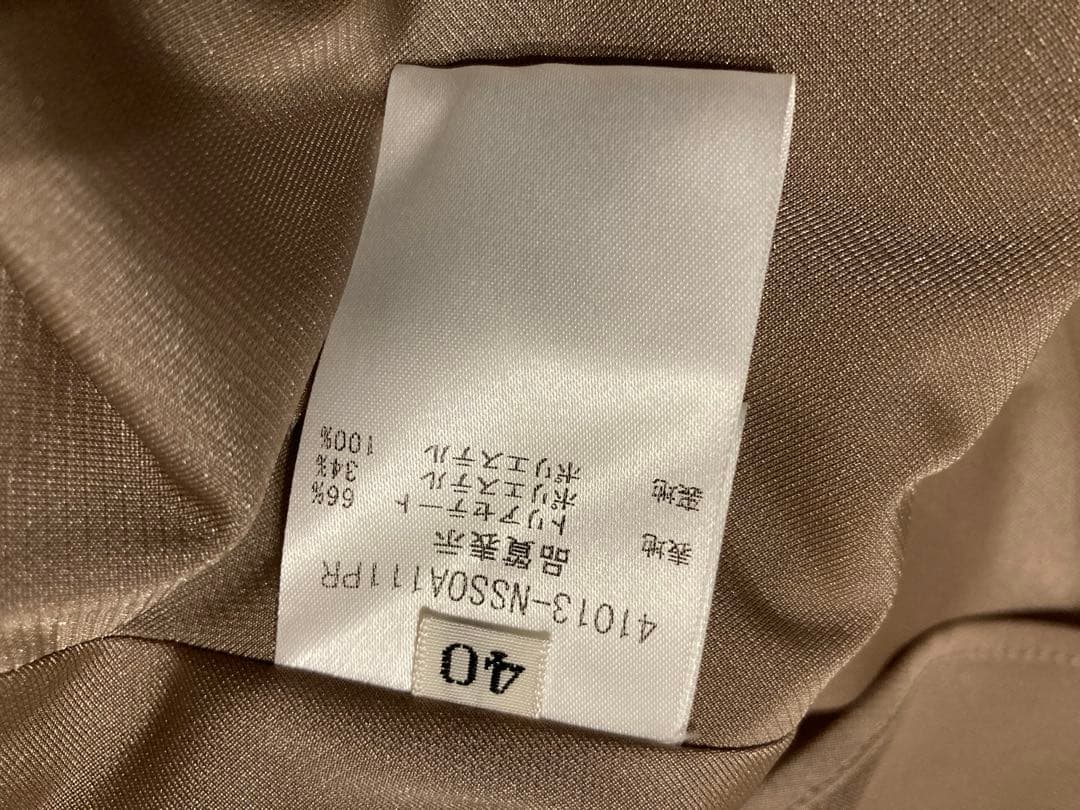 40
41013-NSS0A111PR
品質表示
表地 トリアセテート 66%
ポリエステル 34%
表地 ポリエステル 100%